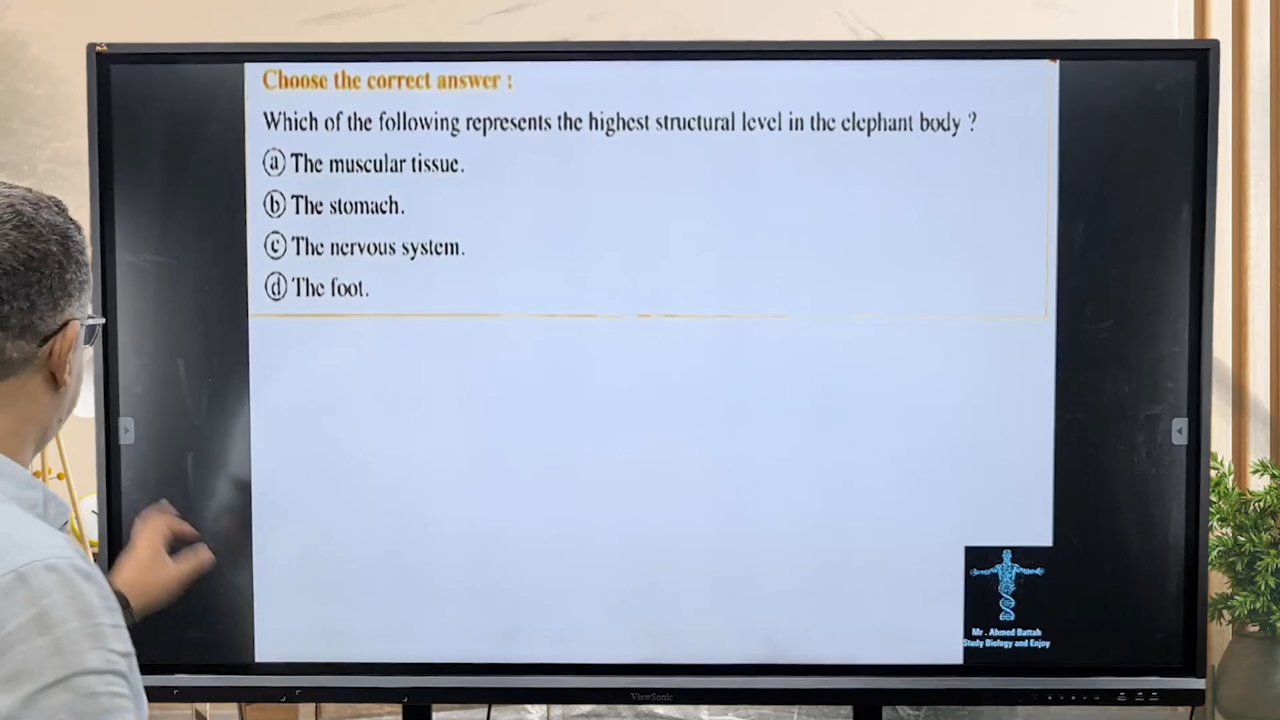 Choose the correct answer :
Which of the following represents the highest structural level in the elephant body ?
a The muscular tissue.
b The stomach.
c The nervous system.
d The foot.
Mr . Ahmed Battah
Study Biology and Enjoy
ViewSonic